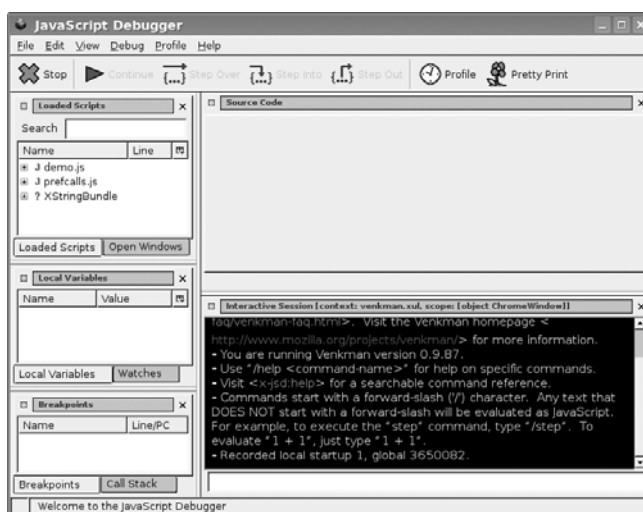 JavaScript Debugger
File Edit View Debug Profile Help
Stop Continue Step Over Step Into Step Out Profile Pretty Print
Loaded Scripts
Search
Name Line
J demo.js
J prefcalls.js
? XStringBundle
Loaded Scripts Open Windows
Local Variables
Name Value
Local Variables Watches
Breakpoints
Name Line/PC
Breakpoints Call Stack
Source Code
Interactive Session [context: venkman.xul, scope: [object ChromeWindow]]
faq/venkman-faq.html>. Visit the Venkman homepage <
http://www.mozilla.org/projects/venkman/> for more information.
- You are running Venkman version 0.9.87.
- Use "/help <command-name>" for help on specific commands.
- Visit <x-jsd:help> for a searchable command reference.
- Commands start with a forward-slash ('/') character. Any text that
DOES NOT start with a forward-slash will be evaluated as JavaScript.
For example, to execute the "step" command, type "/step". To
evaluate "1 + 1", just type "1 + 1".
- Recorded local startup 1, global 3650082.
Welcome to the JavaScript Debugger